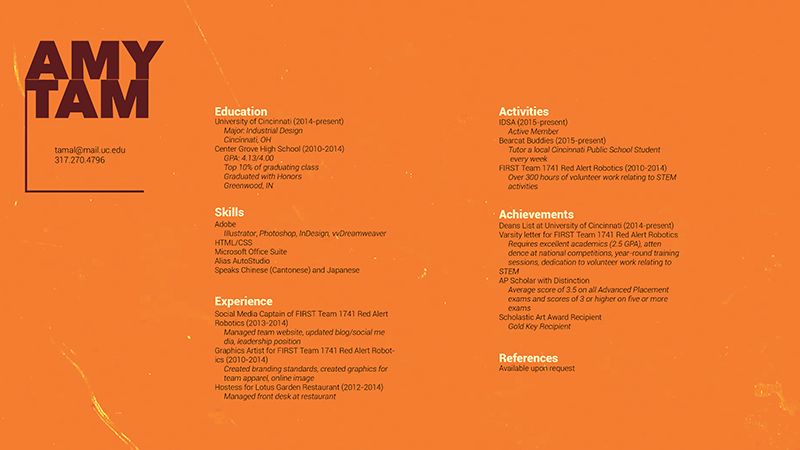 AMY
TAM
tamal@mail.uc.edu
317.270.4796
Education
University of Cincinnati (2014-present)
Major: Industrial Design
Cincinnati, OH
Center Grove High School (2010-2014)
GPA: 4.13/4.00
Top 10% of graduating class
Graduated with Honors
Greenwood, IN
Skills
Adobe
Illustrator, Photoshop, InDesign, vvDreamweaver
HTML/CSS
Microsoft Office Suite
Alias AutoStudio
Speaks Chinese (Cantonese) and Japanese
Experience
Social Media Captain of FIRST Team 1741 Red Alert
Robotics (2013-2014)
Managed team website, updated blog/social me
dia, leadership position
Graphics Artist for FIRST Team 1741 Red Alert Robot-
ics (2010-2014)
Created branding standards, created graphics for
team apparel, online image
Hostess for Lotus Garden Restaurant (2012-2014)
Managed front desk at restaurant
Activities
IDSA (2015-present)
Active Member
Bearcat Buddies (2015-present)
Tutor a local Cincinnati Public School Student
every week
FIRST Team 1741 Red Alert Robotics (2010-2014)
Over 300 hours of volunteer work relating to STEM
activities
Achievements
Deans List at University of Cincinnati (2014-present)
Varsity letter for FIRST Team 1741 Red Alert Robotics
Requires excellent academics (2.5 GPA), atten
dence at national competitions, year-round training
sessions, dedication to volunteer work relating to
STEM
AP Scholar with Distinction
Average score of 3.5 on all Advanced Placement
exams and scores of 3 or higher on five or more
exams
Scholastic Art Award Recipient
Gold Key Recipient
References
Available upon request